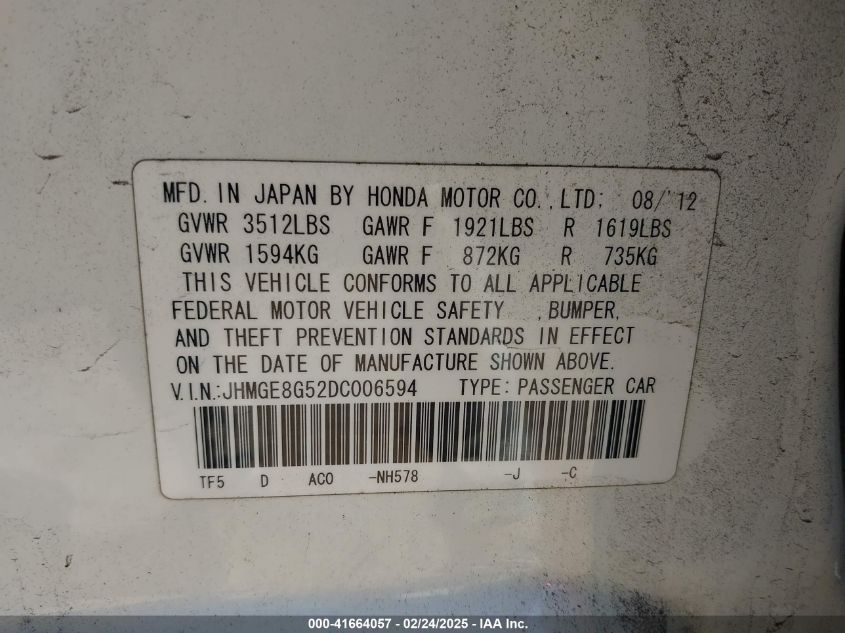 MFD. IN JAPAN BY HONDA MOTOR CO., LTD; 08/'12
GVWR 3512LBS GAWR F 1921LBS R 1619LBS
GVWR 1594KG GAWR F 872KG R 735KG
THIS VEHICLE CONFORMS TO ALL APPLICABLE
FEDERAL MOTOR VEHICLE SAFETY , BUMPER,
AND THEFT PREVENTION STANDARDS IN EFFECT
ON THE DATE OF MANUFACTURE SHOWN ABOVE.
V.I.N.:JHMGE8G52DC006594 TYPE: PASSENGER CAR
TF5 D ACO -NH578 -J -C
000-41664057 - 02/24/2025 - IAA Inc.